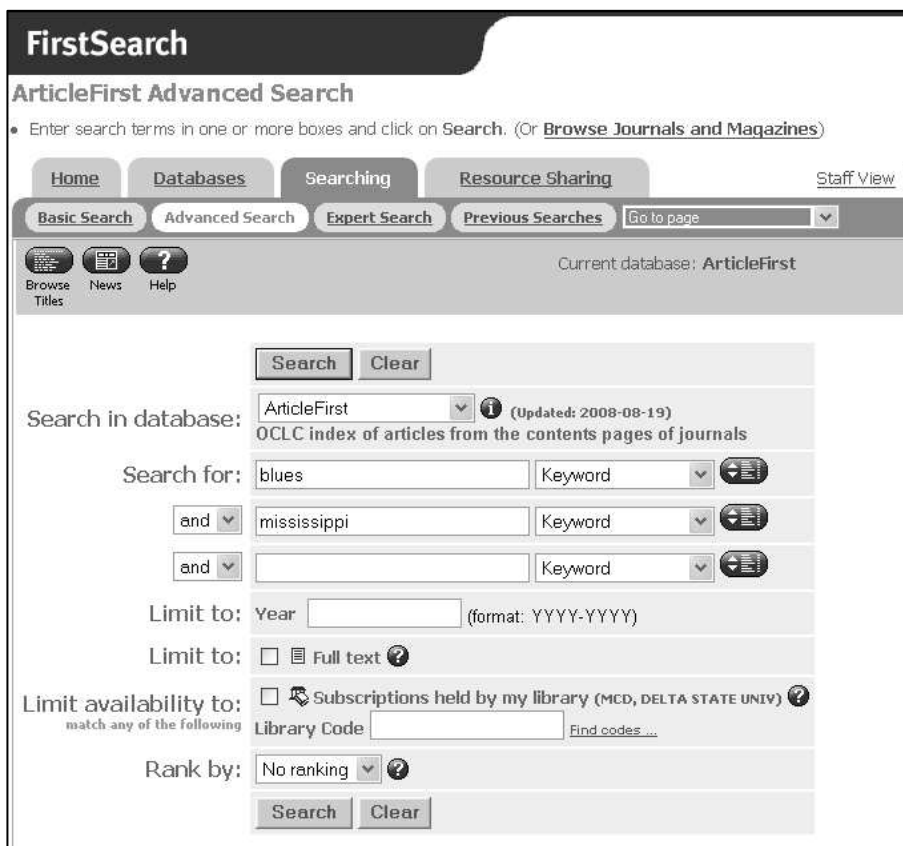 FirstSearch
ArticleFirst Advanced Search
• Enter search terms in one or more boxes and click on Search. (Or Browse Journals and Magazines)
Home Databases Searching Resource Sharing Staff View
Basic Search Advanced Search Expert Search Previous Searches Go to page
Browse Titles News Help Current database: ArticleFirst
Search Clear
Search in database: ArticleFirst (Updated: 2008-08-19)
OCLC index of articles from the contents pages of journals
Search for: blues Keyword
and mississippi Keyword
and Keyword
Limit to: Year (format: YYYY-YYYY)
Limit to: Full text ?
Limit availability to: Subscriptions held by my library (MCD, DELTA STATE UNIV) ?
match any of the following Library Code Find codes ...
Rank by: No ranking ?
Search Clear